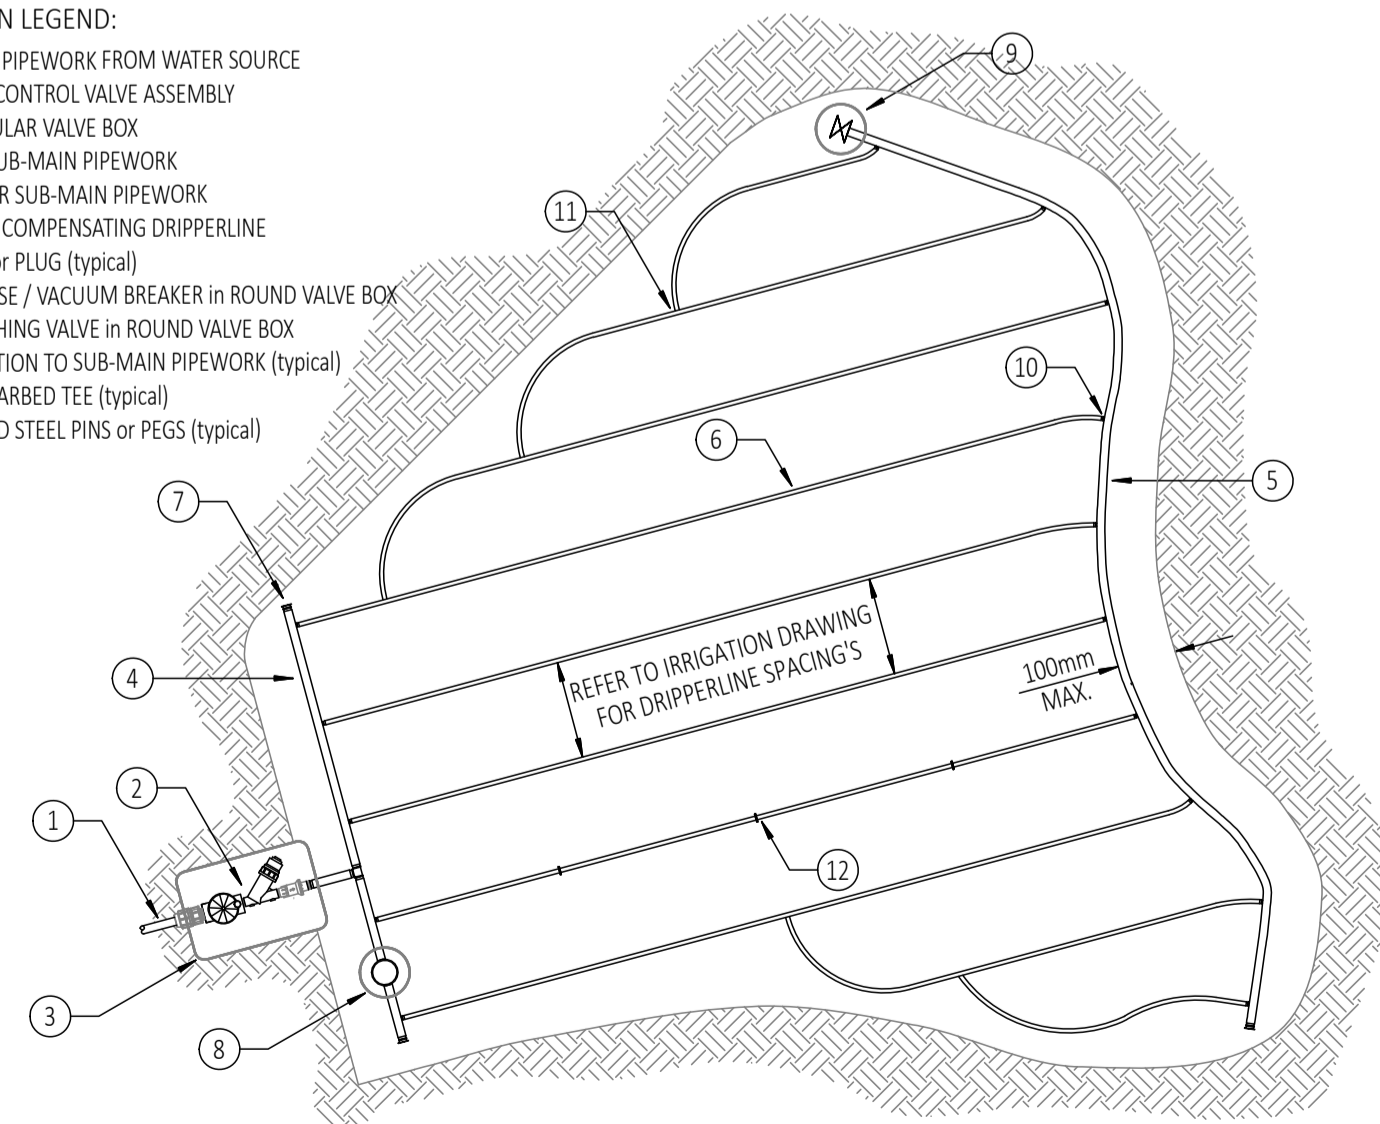 N LEGEND:
PIPEWORK FROM WATER SOURCE
CONTROL VALVE ASSEMBLY
ULAR VALVE BOX
UB-MAIN PIPEWORK
R SUB-MAIN PIPEWORK
COMPENSATING DRIPPERLINE
or PLUG (typical)
SE / VACUUM BREAKER in ROUND VALVE BOX
HING VALVE in ROUND VALVE BOX
TION TO SUB-MAIN PIPEWORK (typical)
ARBED TEE (typical)
D STEEL PINS or PEGS (typical)
9
11
10
6
5
7
REFER TO IRRIGATION DRAWING
FOR DRIPPERLINE SPACING'S
4
100mm
MAX.
2
1
12
3
8